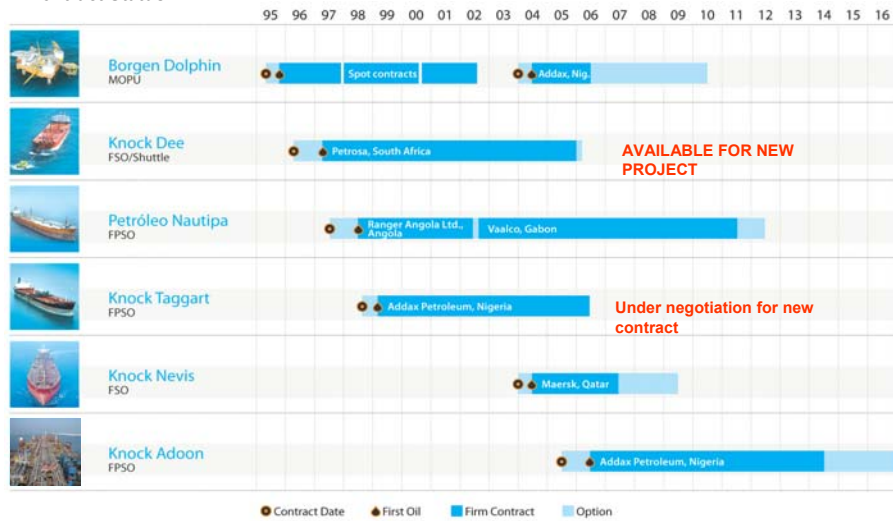 95 96 97 98 99 00 01 02 03 04 05 06 07 08 09 10 11 12 13 14 15 16
Borgen Dolphin
MOPU
Spot contracts
Addax, Nig.
Knock Dee
FSO/Shuttle
Petrosa, South Africa
AVAILABLE FOR NEW
PROJECT
Petróleo Nautipa
FPSO
Ranger Angola Ltd.,
Angola
Vaalco, Gabon
Knock Taggart
FPSO
Addax Petroleum, Nigeria
Under negotiation for new
contract
Knock Nevis
FSO
Maersk, Qatar
Knock Adoon
FPSO
Addax Petroleum, Nigeria
Contract Date First Oil Firm Contract Option